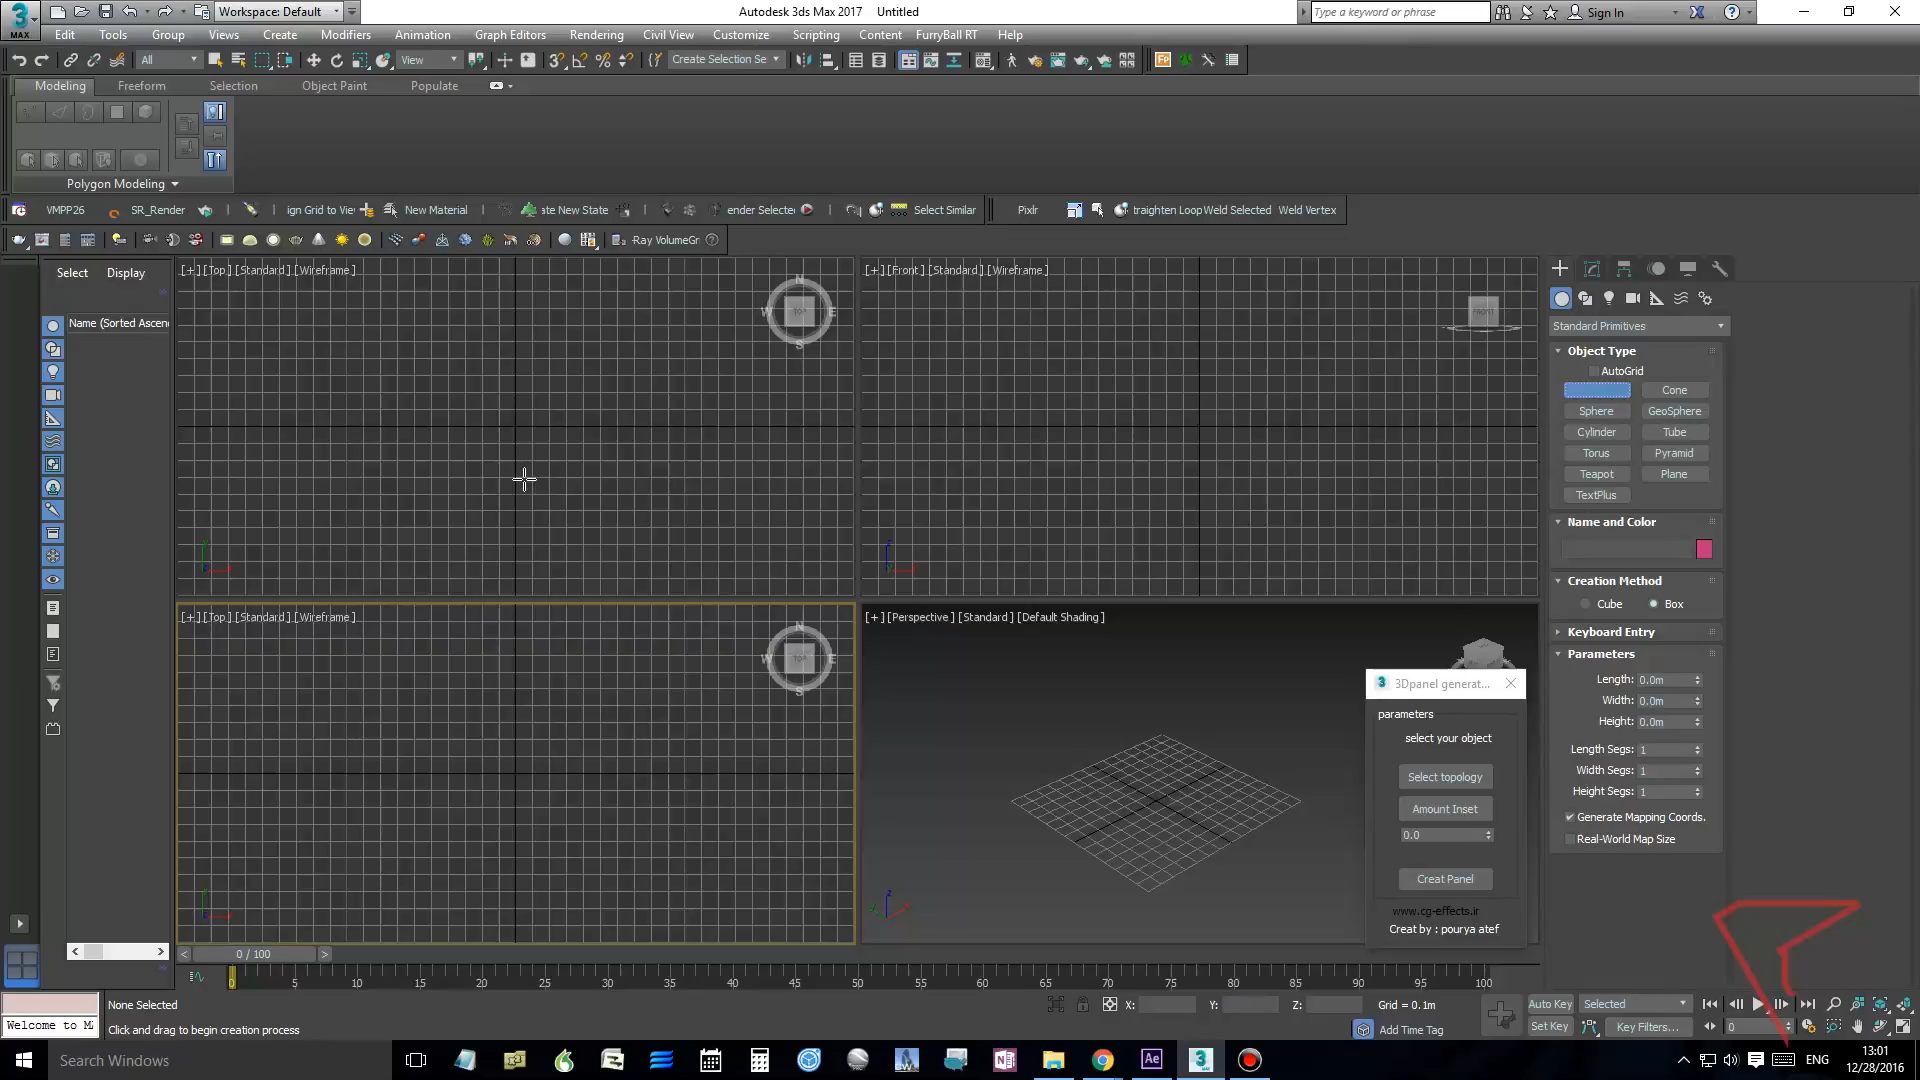 Workspace: Default
Autodesk 3ds Max 2017 Untitled
Type a keyword or phrase
Sign In
MAX
Edit Tools Group Views Create Modifiers Animation Graph Editors Rendering Civil View Customize Scripting Content FurryBall RT Help
All
View
Create Selection Se
Modeling Freeform Selection Object Paint Populate
Polygon Modeling
VMPP26 SR_Render ign Grid to Vie New Material ate New State ender Selecte Select Similar Pixlr traighten Loop Weld Selected Weld Vertex
-Ray VolumeGr
Select Display
Name (Sorted Ascen
[+] [Top] [Standard] [Wireframe]
N
W
TOP
E
S
[+] [Front] [Standard] [Wireframe]
FRONT
[+] [Top] [Standard] [Wireframe]
N
W
TOP
E
S
[+] [Perspective] [Standard] [Default Shading]
3Dpanel generat...
parameters
select your object
Select topology
Amount Inset
0.0
Creat Panel
www.cg-effects.ir
Creat by : pourya atef
Standard Primitives
Object Type
AutoGrid
Cone
Sphere GeoSphere
Cylinder Tube
Torus Pyramid
Teapot Plane
TextPlus
Name and Color
Creation Method
Cube Box
Keyboard Entry
Parameters
Length: 0.0m
Width: 0.0m
Height: 0.0m
Length Segs: 1
Width Segs: 1
Height Segs: 1
Generate Mapping Coords.
Real-World Map Size
0 / 100
0 5 10 15 20 25 30 35 40 45 50 55 60 65 70 75 80 85 90 95 100
None Selected
X: Y: Z: Grid = 0.1m
Auto Key Selected
Welcome to M
Click and drag to begin creation process
Add Time Tag
Set Key Key Filters...
0
Search Windows
Ae
ENG
13:01
12/28/2016